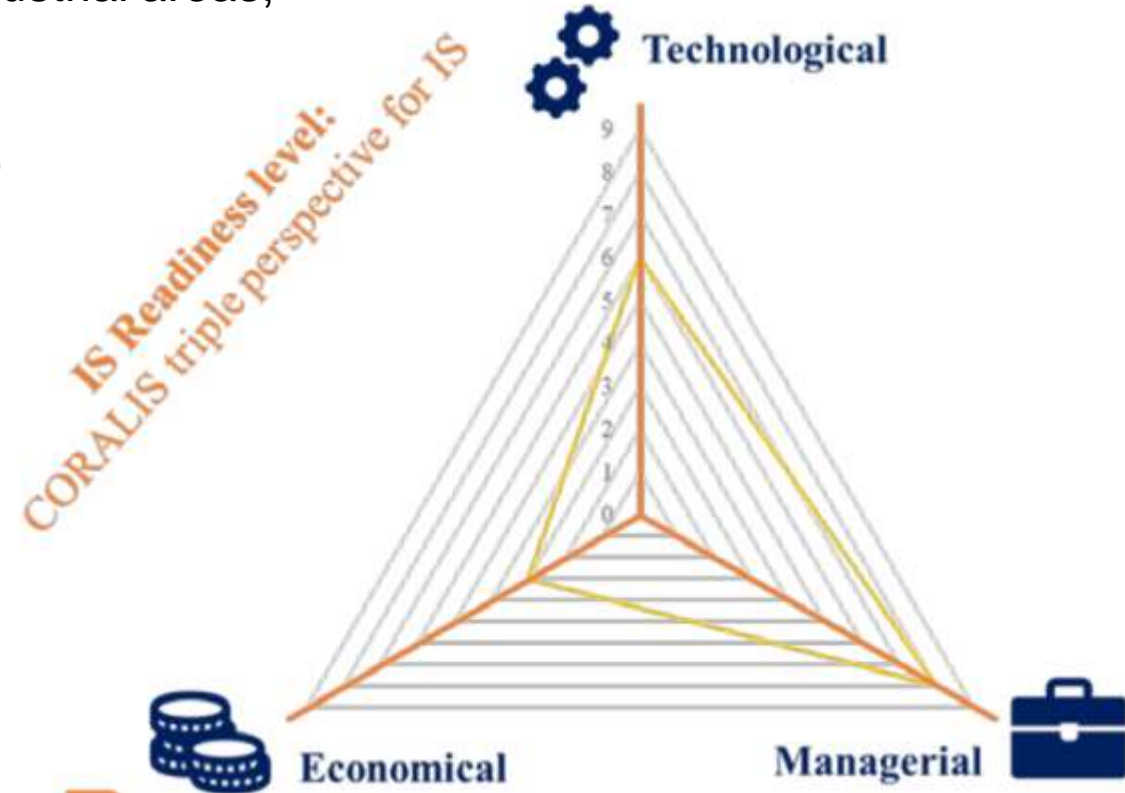 Technological
IS Readiness level:
CORALIS triple perspective for IS
9
8
7
6
5
4
3
2
1
0
Economical
Managerial